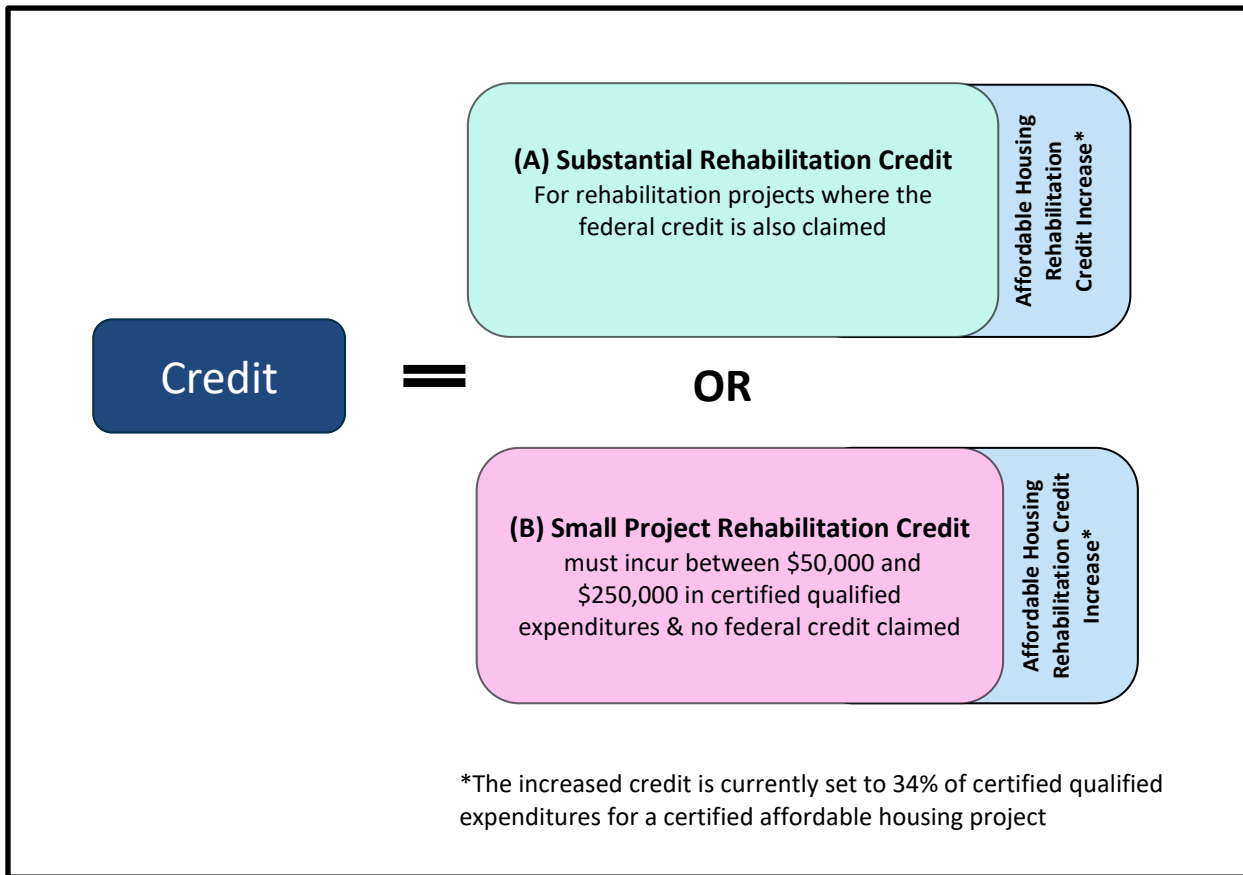 (A) Substantial Rehabilitation Credit
For rehabilitation projects where the
federal credit is also claimed
Affordable Housing
Rehabilitation
Credit Increase*
Credit
=
OR
(B) Small Project Rehabilitation Credit
must incur between $50,000 and
$250,000 in certified qualified
expenditures & no federal credit claimed
Affordable Housing
Rehabilitation Credit
Increase*
*The increased credit is currently set to 34% of certified qualified
expenditures for a certified affordable housing project